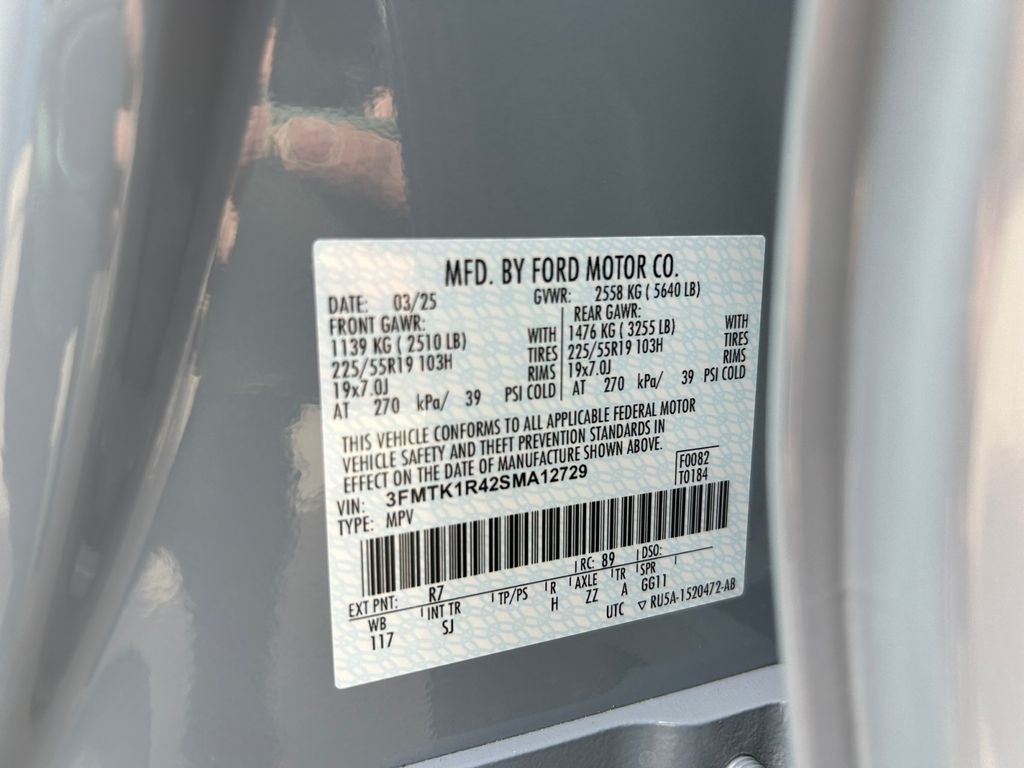 MFD. BY FORD MOTOR CO.
DATE: 03/25 GVWR: 2558 KG ( 5640 LB)
FRONT GAWR: REAR GAWR:
1139 KG ( 2510 LB) WITH 1476 KG ( 3255 LB) WITH
225/55R19 103H TIRES 225/55R19 103H TIRES
19x7.0J RIMS 19x7.0J RIMS
AT 270 kPa/ 39 PSI COLD AT 270 kPa/ 39 PSI COLD
THIS VEHICLE CONFORMS TO ALL APPLICABLE FEDERAL MOTOR
VEHICLE SAFETY AND THEFT PREVENTION STANDARDS IN
EFFECT ON THE DATE OF MANUFACTURE SHOWN ABOVE.
VIN: 3FMTK1R42SMA12729 F0082
TYPE: MPV T0184
EXT PNT: R7 RC: 89 DSO:
WB INT TR TP/PS R AXLE TR SPR
117 SJ H ZZ A GG11
UTC ▽ RU5A-1520472-AB